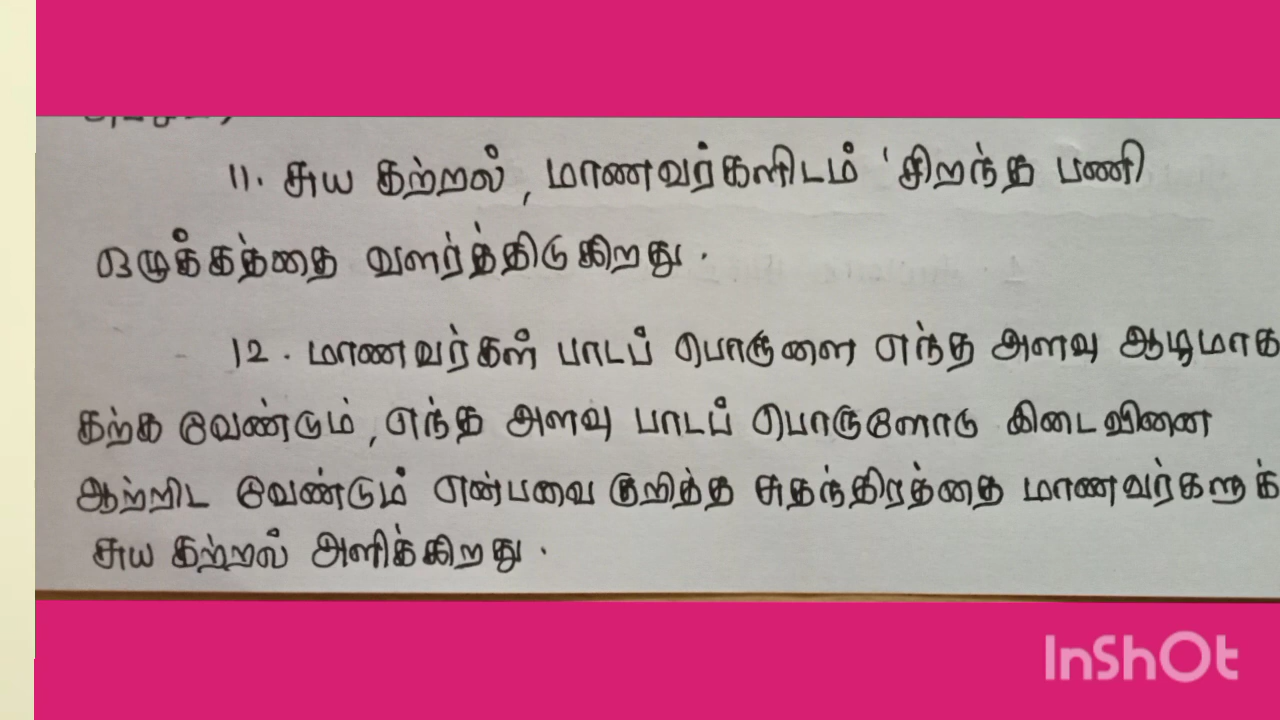 11. சுய கற்றல், மாணவர்களிடம் 'சிறந்த பணி
ஒழுக்கத்தை வளர்த்திடுகிறது.
12. மாணவர்கள் பாடப் பொருளை எந்த அளவு ஆழமாக
கற்க வேண்டும், எந்த அளவு பாடப் பொருளோடு கிடைவினை
ஆற்றிட வேண்டும் என்பவை குறித்த சுதந்திரத்தை மாணவர்களுக்
சுய கற்றல் அளிக்கிறது.
InShOt